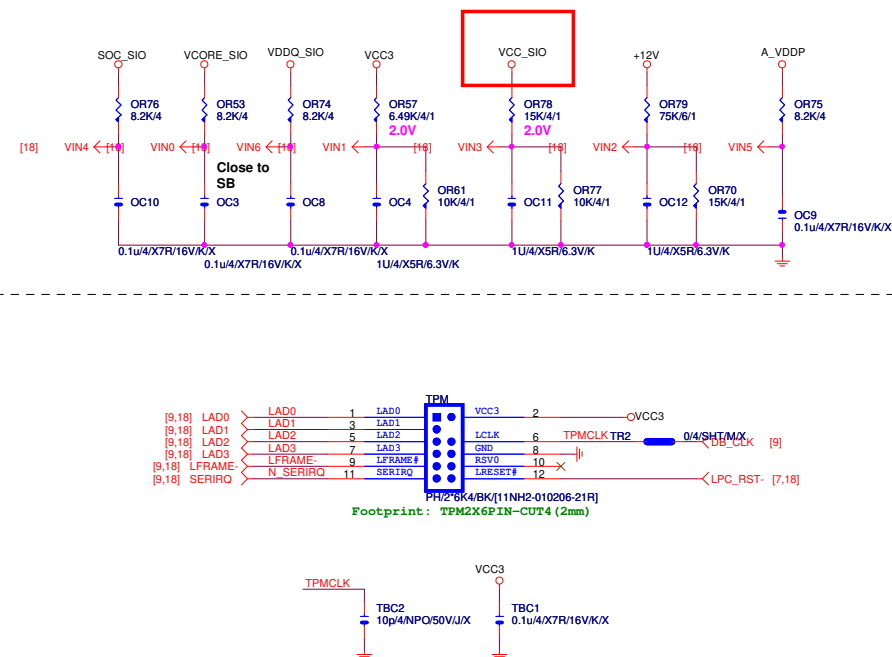 SOC_SIO VCORE_SIO VDDQ_SIO VCC3 VCC_SIO +12V A_VDDP
OR76 OR53 OR74 OR57 OR78 OR79 OR75
8.2K/4 8.2K/4 8.2K/4 6.49K/4/1 15K/4/1 75K/6/1 8.2K/4
2.0V 2.0V
[18] VIN4 [18] VIN0 [18] VIN6 [18] VIN1 [18] VIN3 [18] VIN2 [18] VIN5
Close to
SB
OR61 OR77 OR70
10K/4/1 10K/4/1 15K/4/1
OC10 OC3 OC8 OC4 OC11 OC12
OC9
0.1u/4/X7R/16V/K/X
0.1u/4/X7R/16V/K/X 0.1u/4/X7R/16V/K/X 1U/4/X5R/6.3V/K 1U/4/X5R/6.3V/K
0.1u/4/X7R/16V/K/X 1U/4/X5R/6.3V/K
TPM
[9,18] LAD0 LAD0 1 LAD0 VCC3 2 VCC3
[9,18] LAD1 LAD1 3 LAD1
[9,18] LAD2 LAD2 5 LAD2 LCLK 6 TPMCLK TR2 0/4/SHT/M/X DB_CLK [9]
[9,18] LAD3 LAD3 7 LAD3 GND 8
[9,18] LFRAME- LFRAME- 9 LFRAME# RSV0 10
[9,18] SERIRQ N_SERIRQ 11 SERIRQ LRESET# 12 LPC_RST- [7,18]
PH/2*6K4/BK/[11NH2-010206-21R]
Footprint: TPM2X6PIN-CUT4(2mm)
VCC3
TPMCLK
TBC2 TBC1
10p/4/NPO/50V/J/X 0.1u/4/X7R/16V/K/X